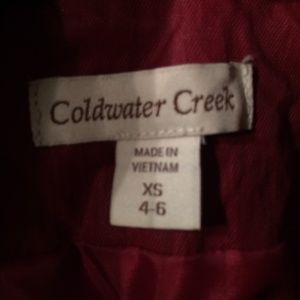 Coldwater Creek
MADE IN
VIETNAM
XS
4-6